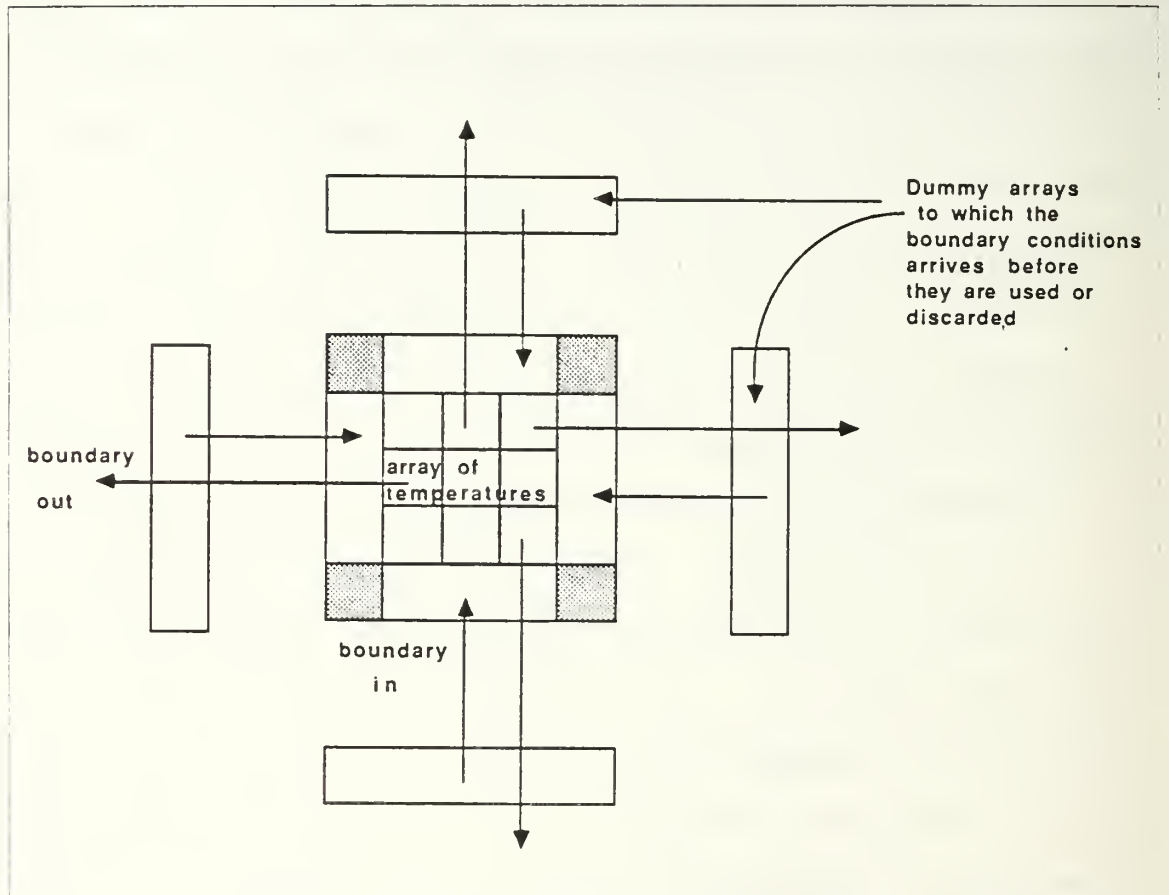 Dummy arrays
to which the
boundary conditions
arrives before
they are used or
discarded
boundary
out
array of
temperatures
boundary
in